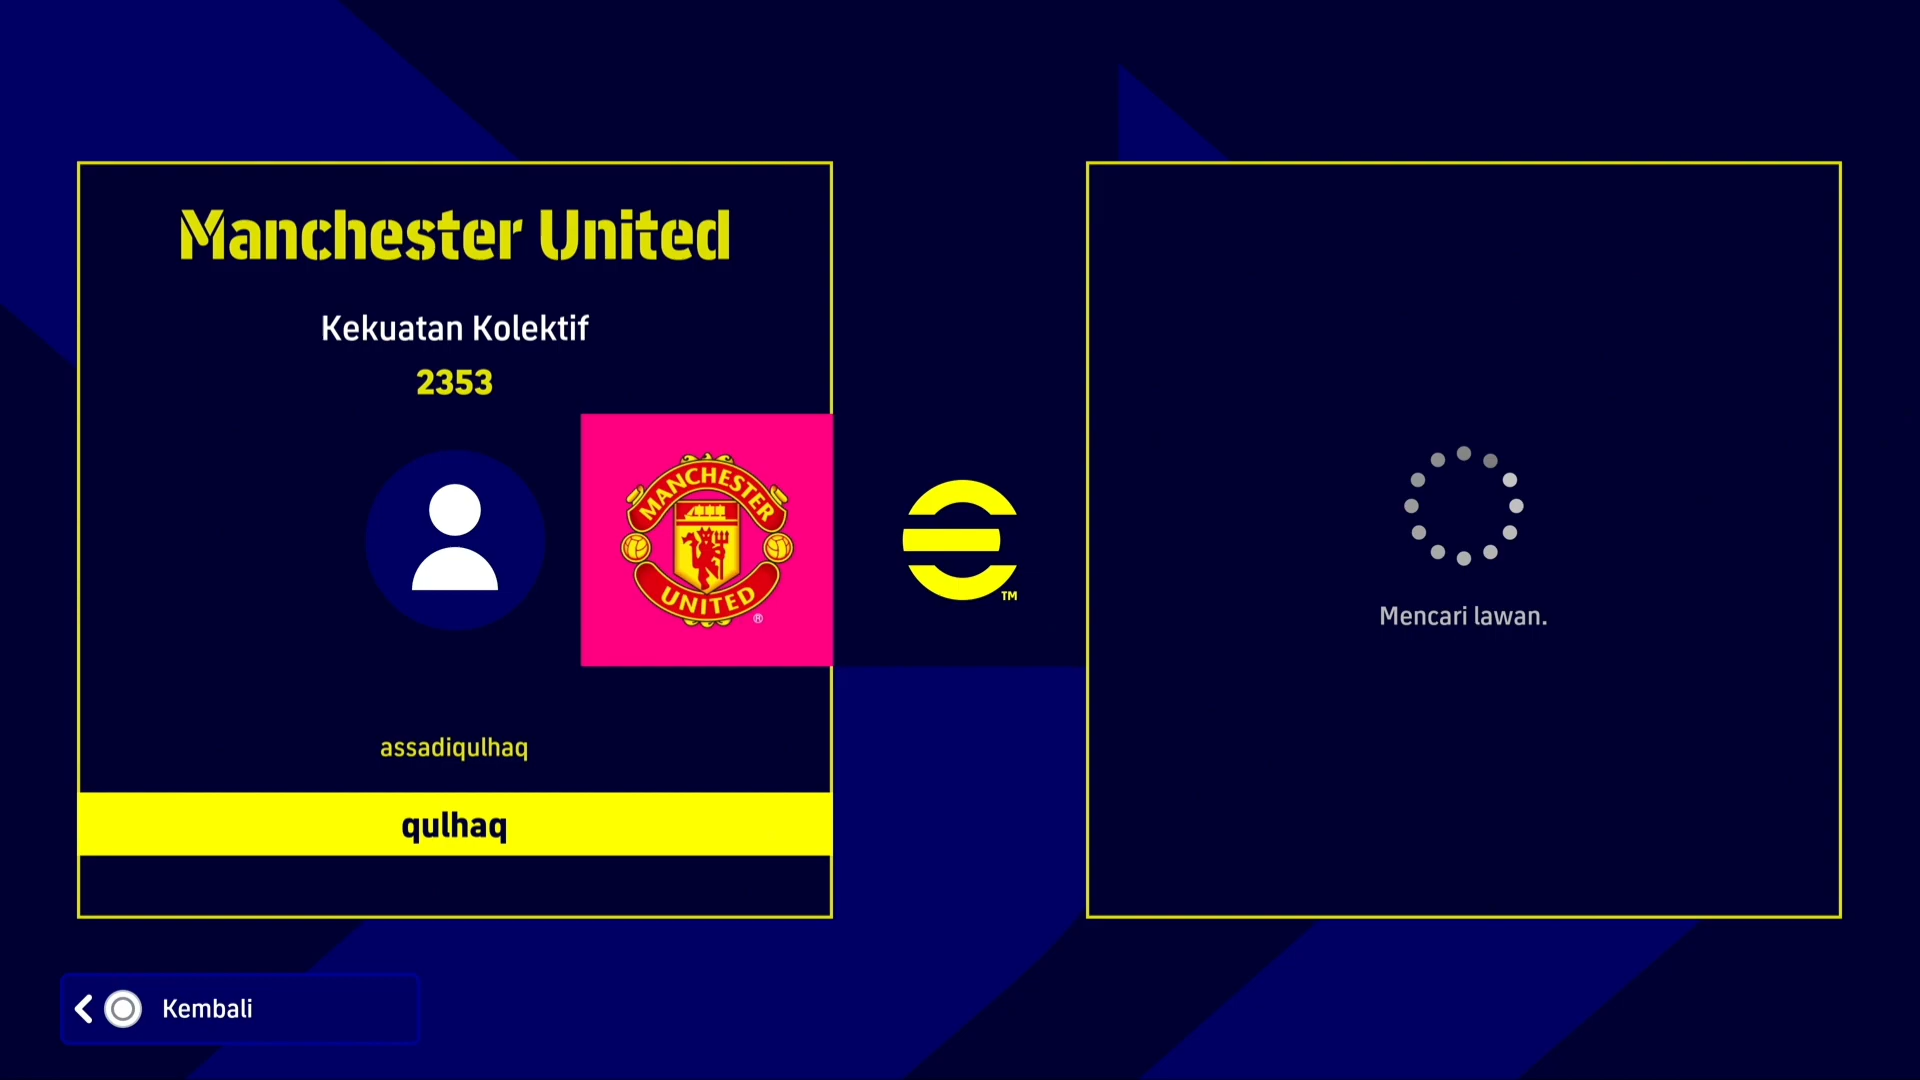 Manchester United
Kekuatan Kolektif
2353
MANCHESTER
UNITED
®
TM
Mencari lawan.
assadiqulhaq
qulhaq
Kembali